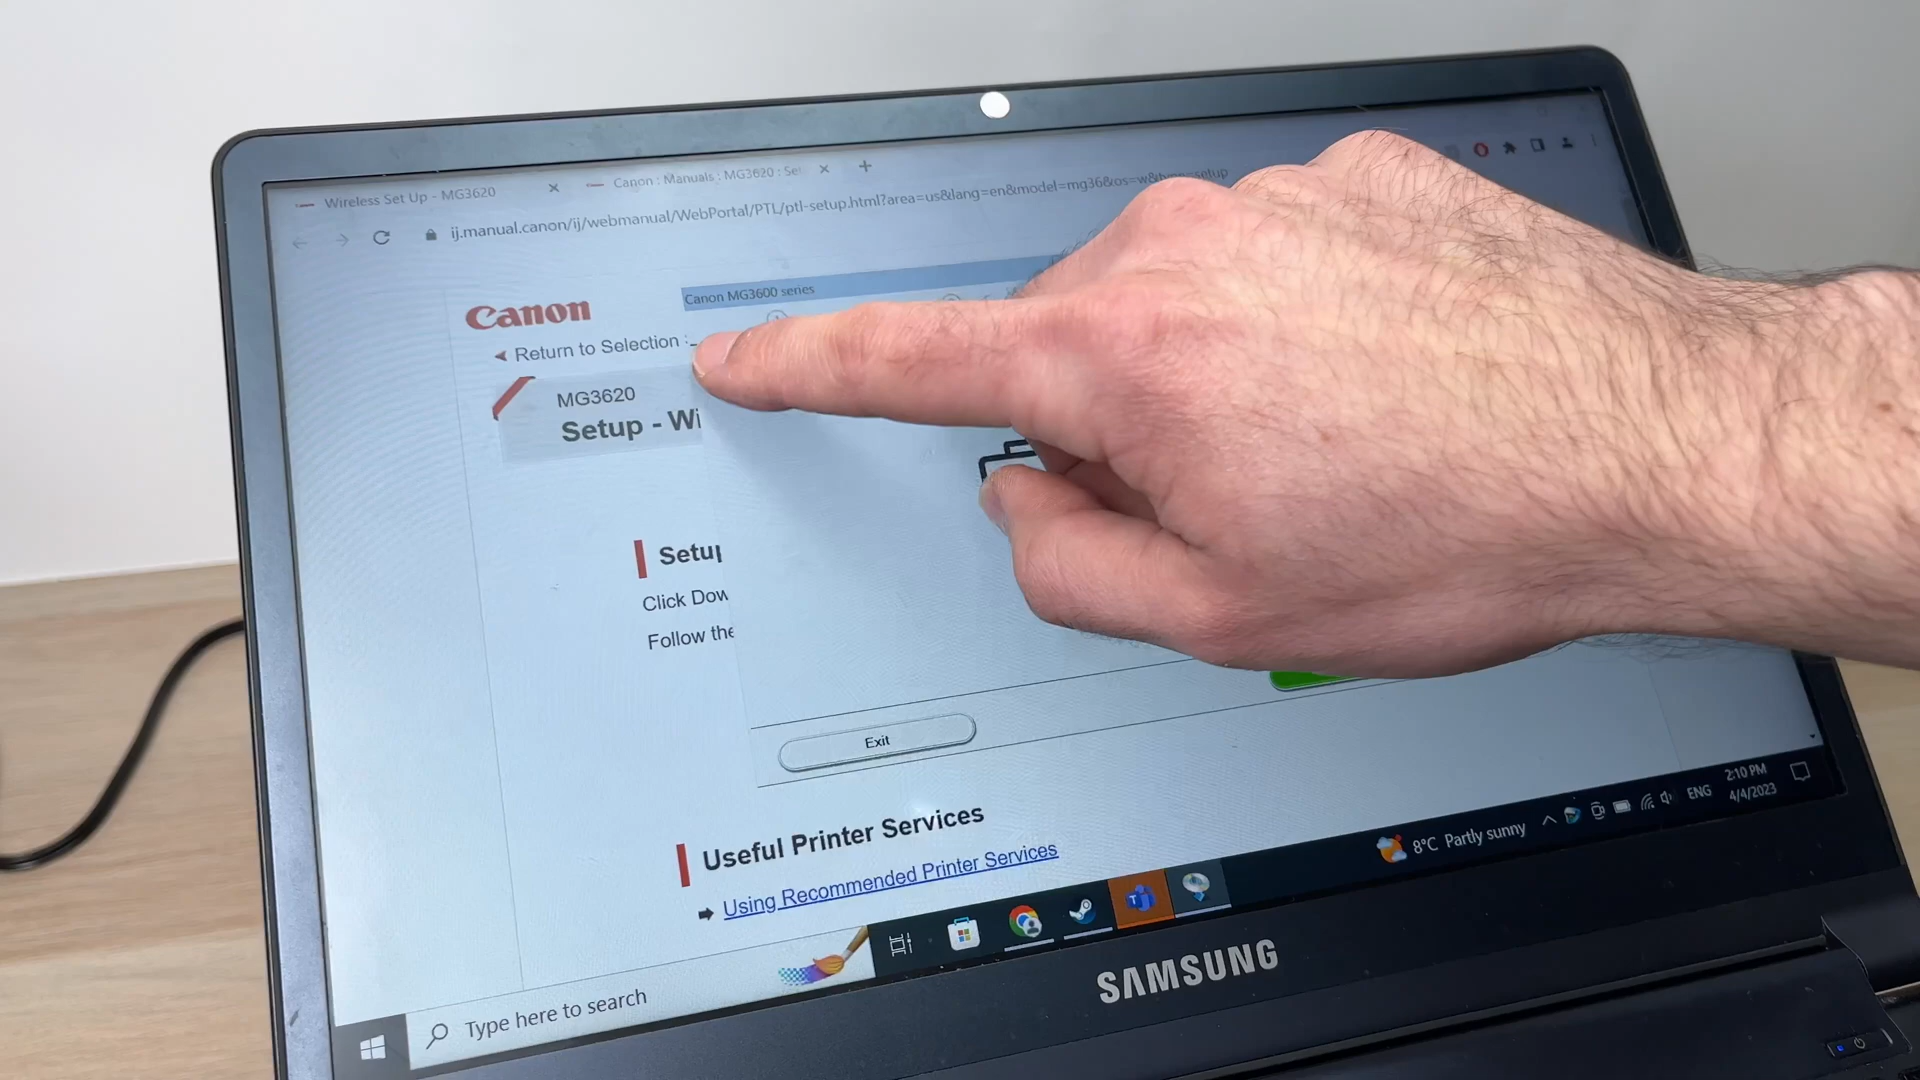 Wireless Set Up - MG3620
Canon : Manuals : MG3620 : Se
ij.manual.canon/ij/webmanual/WebPortal/PTL/ptl-setup.html?area=us&lang=en&model=mg36&os=w&type=setup
Canon
Canon MG3600 series
Return to Selection
MG3620
Setup - Wi
Setup
Click Dow
Follow the
Exit
Useful Printer Services
Using Recommended Printer Services
8°C Partly sunny
ENG
2:10 PM
4/4/2023
Type here to search
SAMSUNG